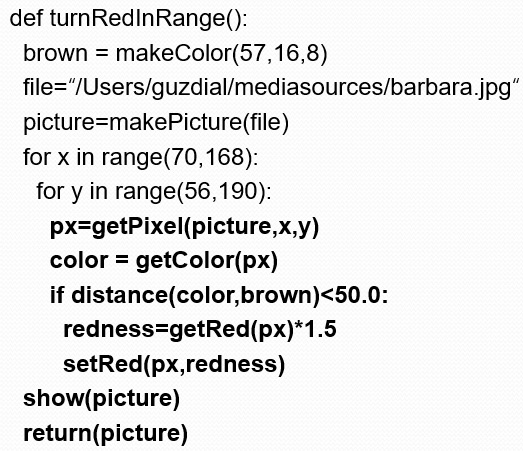 def turnRedInRange():
  brown = makeColor(57,16,8)
  file=“/Users/guzdial/mediasources/barbara.jpg“
  picture=makePicture(file)
  for x in range(70,168):
    for y in range(56,190):
      px=getPixel(picture,x,y)
      color = getColor(px)
      if distance(color,brown)<50.0:
        redness=getRed(px)*1.5
        setRed(px,redness)
  show(picture)
  return(picture)